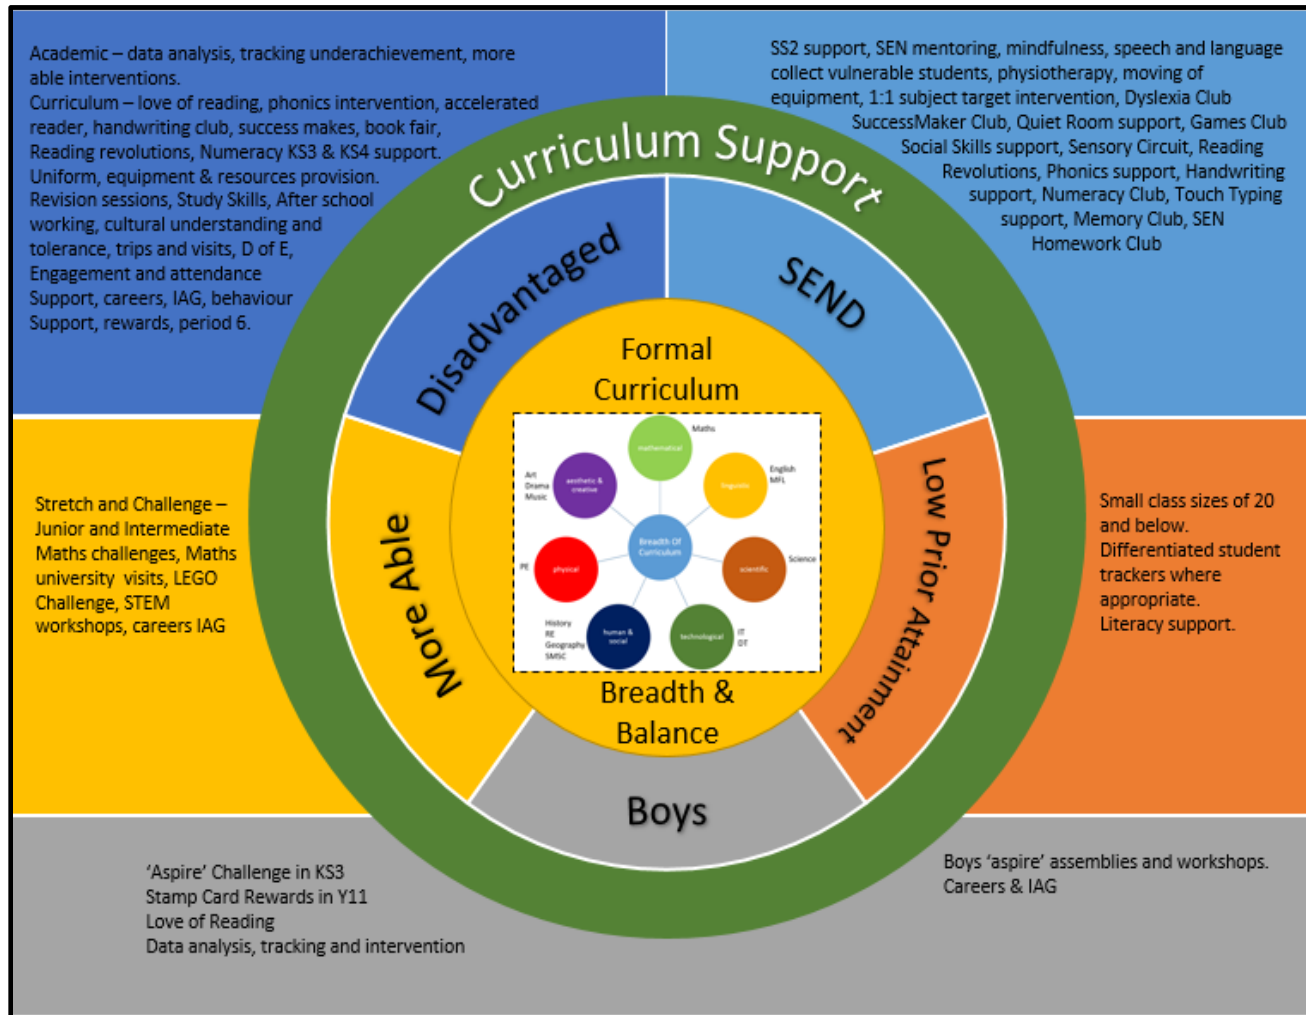 Academic – data analysis, tracking underachievement, more
able interventions.
Curriculum – love of reading, phonics intervention, accelerated
reader, handwriting club, success makes, book fair,
Reading revolutions, Numeracy KS3 & KS4 support.
Uniform, equipment & resources provision.
Revision sessions, Study Skills, After school
working, cultural understanding and
tolerance, trips and visits, D of E,
Engagement and attendance
Support, careers, IAG, behaviour
Support, rewards, period 6.
SS2 support, SEN mentoring, mindfulness, speech and language
collect vulnerable students, physiotherapy, moving of
equipment, 1:1 subject target intervention, Dyslexia Club
SuccessMaker Club, Quiet Room support, Games Club
Social Skills support, Sensory Circuit, Reading
Revolutions, Phonics support, Handwriting
support, Numeracy Club, Touch Typing
support, Memory Club, SEN
Homework Club
Curriculum Support
Disadvantaged
SEND
Formal
Curriculum
mathematical
Maths
Art
Drama
Music
aesthetic &
creative
linguistic
English
MFL
Breadth Of
Curriculum
PE
physical
scientific
Science
History
RE
Geography
SMSC
human &
social
technological
IT
DT
Breadth &
Balance
More Able
Low Prior Attainment
Boys
Stretch and Challenge –
Junior and Intermediate
Maths challenges, Maths
university visits, LEGO
Challenge, STEM
workshops, careers IAG
Small class sizes of 20
and below.
Differentiated student
trackers where
appropriate.
Literacy support.
‘Aspire’ Challenge in KS3
Stamp Card Rewards in Y11
Love of Reading
Data analysis, tracking and intervention
Boys ‘aspire’ assemblies and workshops.
Careers & IAG